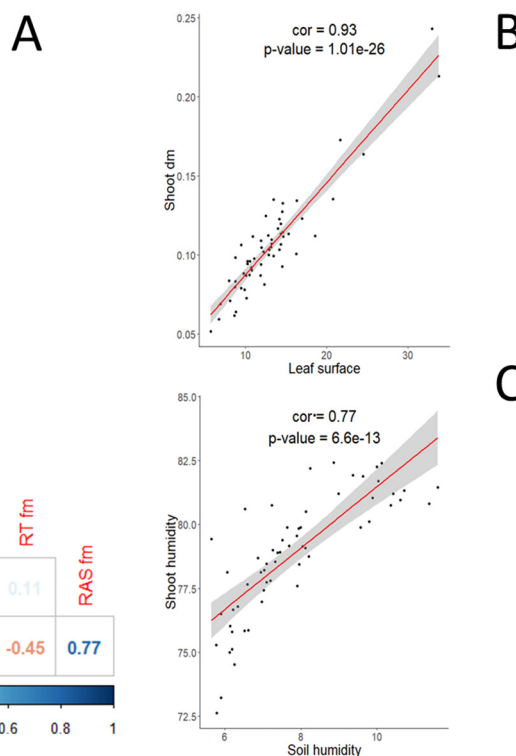 A
B
cor = 0.93
p-value = 1.01e-26
0.25
0.20
0.15
0.10
0.05
Shoot dm
10
20
30
Leaf surface
C
cor = 0.77
p-value = 6.6e-13
85.0
82.5
80.0
77.5
75.0
72.5
Shoot humidity
6
8
10
Soil humidity
RT fm
RAS fm
0.11
-0.45
0.77
0.6
0.8
1